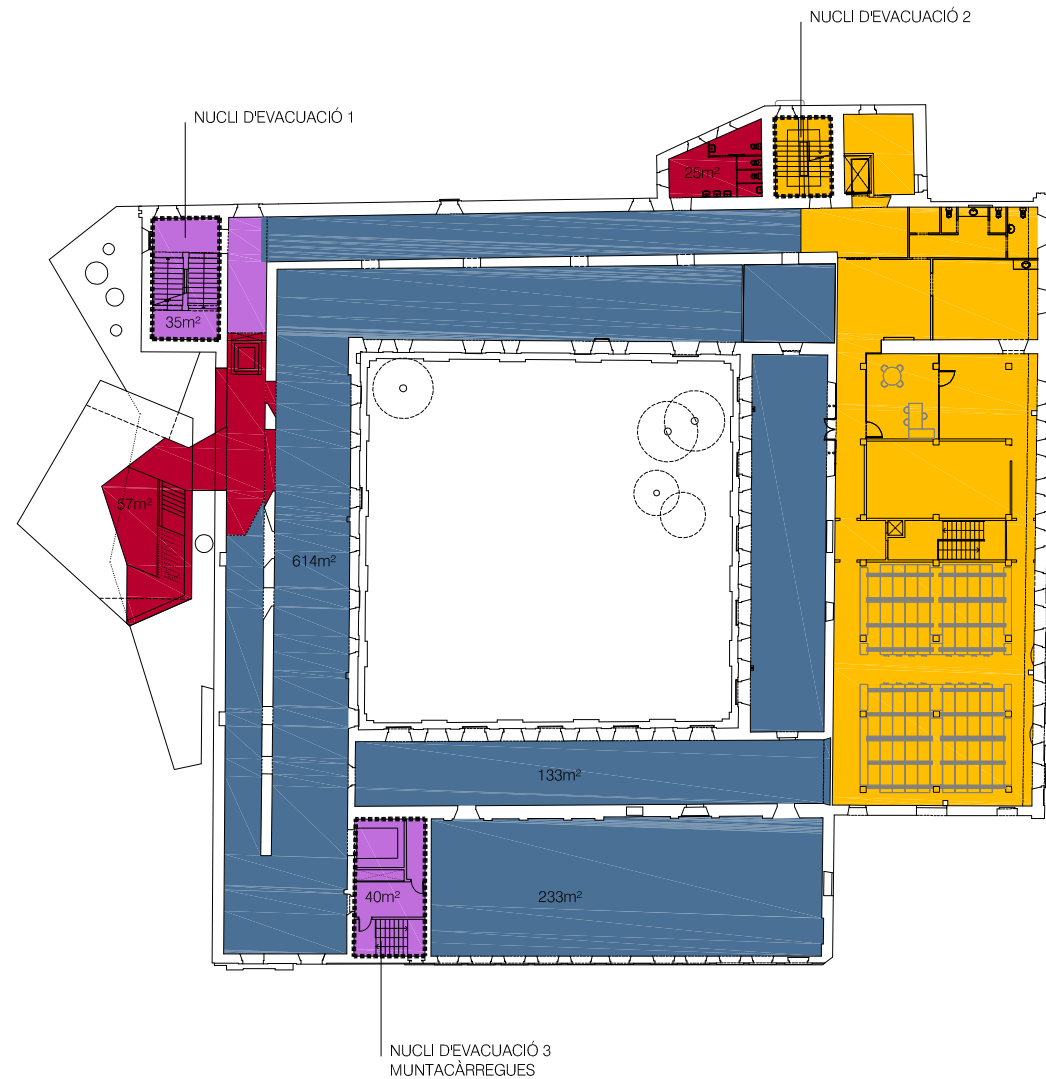 NUCLI D'EVACUACIÓ 2
NUCLI D'EVACUACIÓ 1
25m²
35m²
57m²
614m²
133m²
40m²
233m²
NUCLI D'EVACUACIÓ 3
MUNTACÀRREGUES